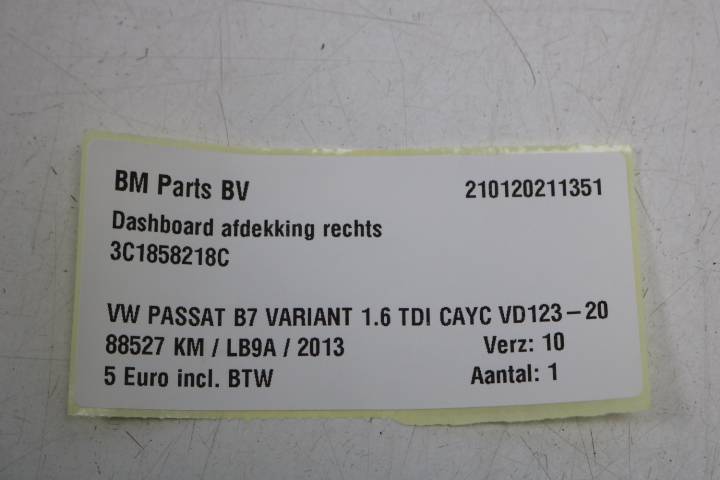 BM Parts BV 210120211351
Dashboard afdekking rechts
3C1858218C
VW PASSAT B7 VARIANT 1.6 TDI CAYC VD123-20
88527 KM / LB9A / 2013 Verz: 10
5 Euro incl. BTW Aantal: 1